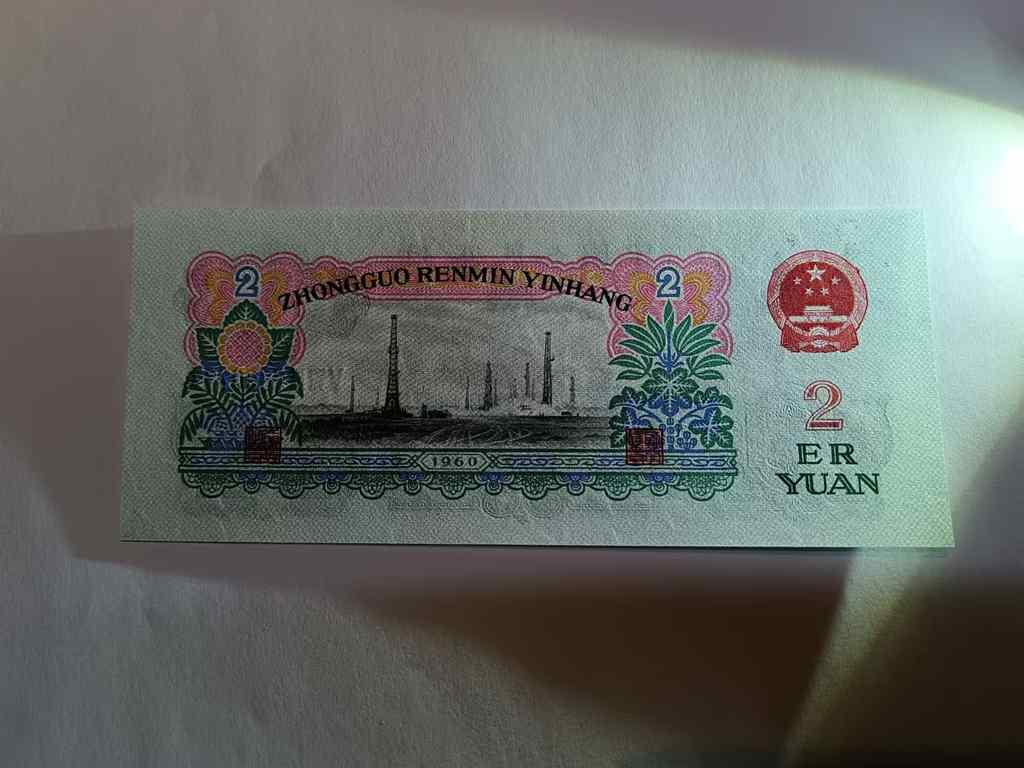 2
ZHONGGUO RENMIN YINHANG
2
1960
2
ER
YUAN